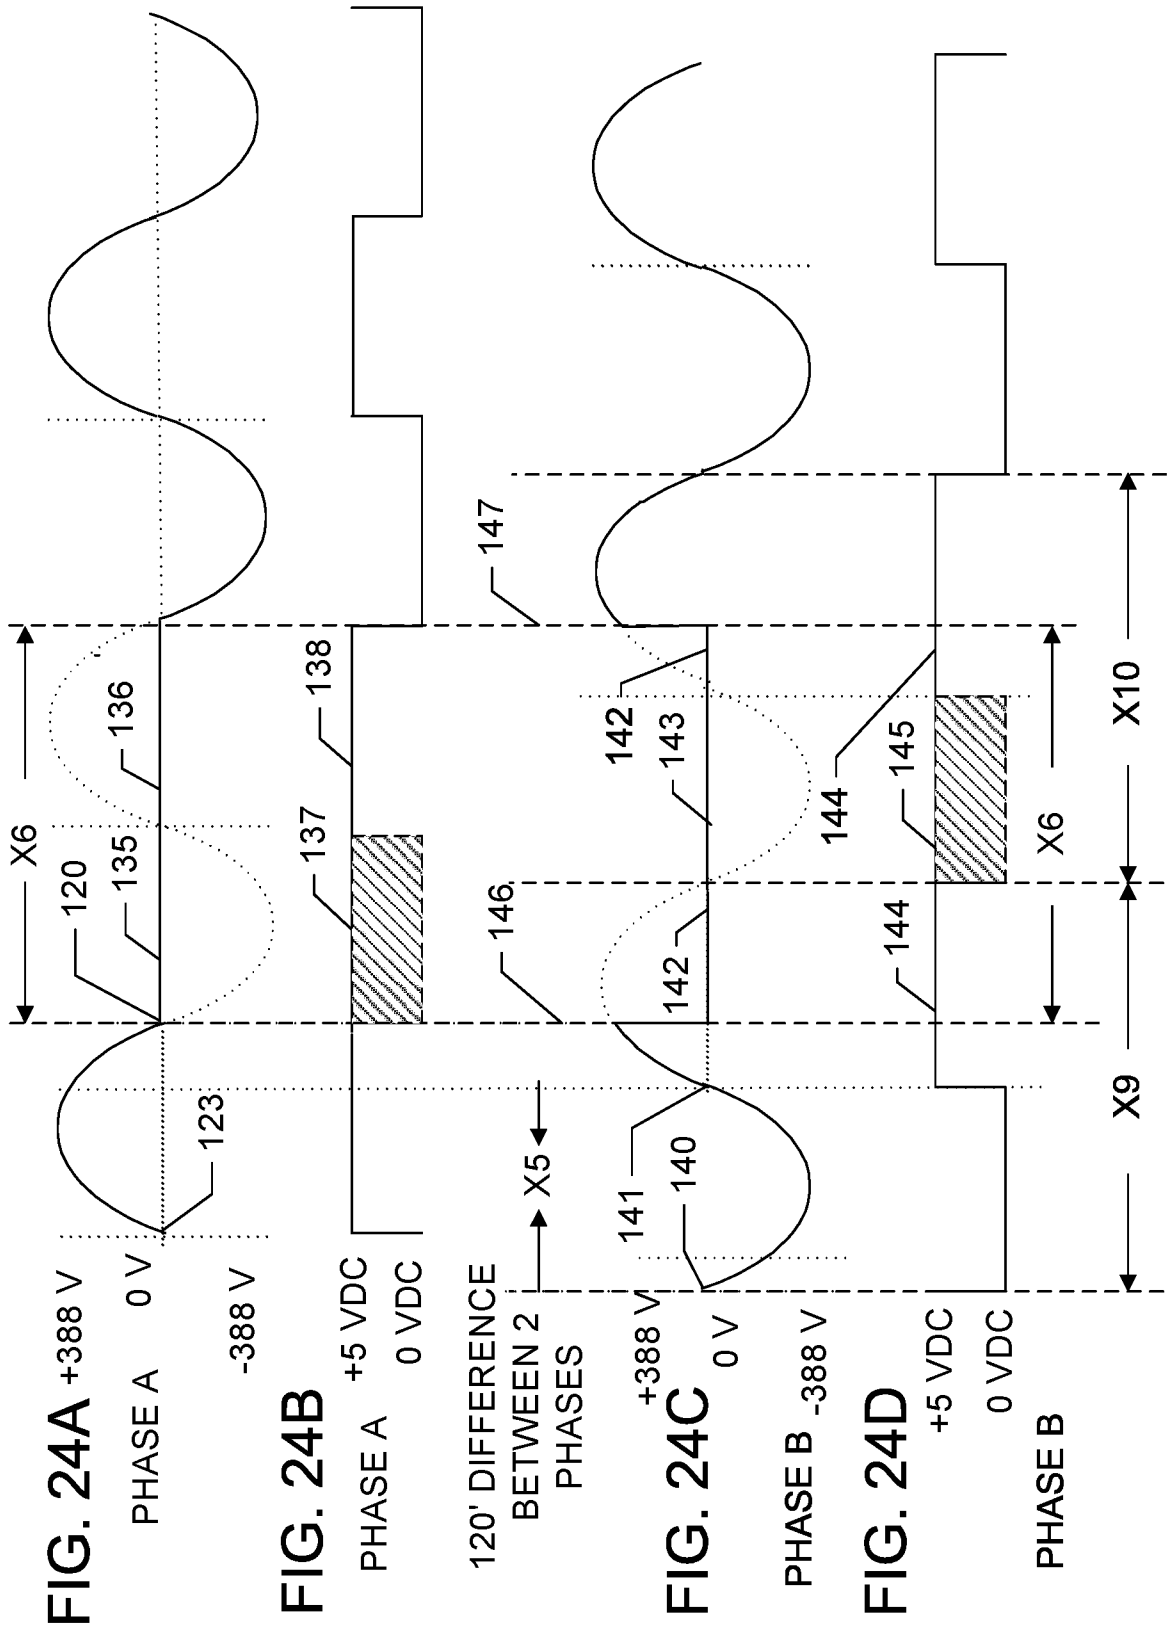 FIG. 24A
+388 V
0 V
-388 V
PHASE A
123
120
135
136
X6
FIG. 24B
+5 VDC
0 VDC
PHASE A
137
138
120' DIFFERENCE
BETWEEN 2
PHASES
X5
146
147
FIG. 24C
+388 V
0 V
-388 V
PHASE B
141
140
142
142
143
FIG. 24D
+5 VDC
0 VDC
PHASE B
144
145
144
X6
X9
X10